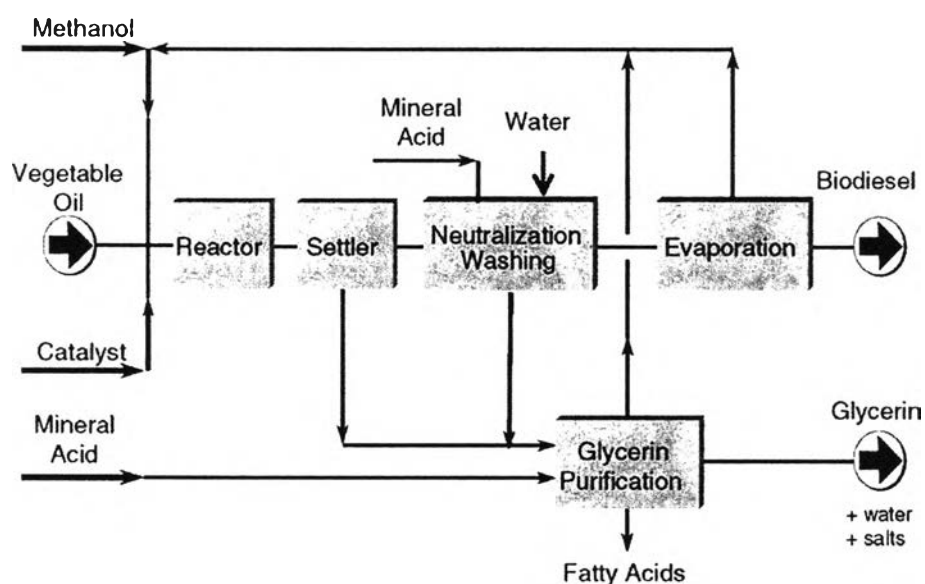 Methanol
Mineral
Acid
Water
Vegetable
Oil
Biodiesel
Reactor
Settler
Neutralization
Washing
Evaporation
Catalyst
Mineral
Acid
Glycerin
Glycerin
Purification
+ water
+ salts
Fatty Acids